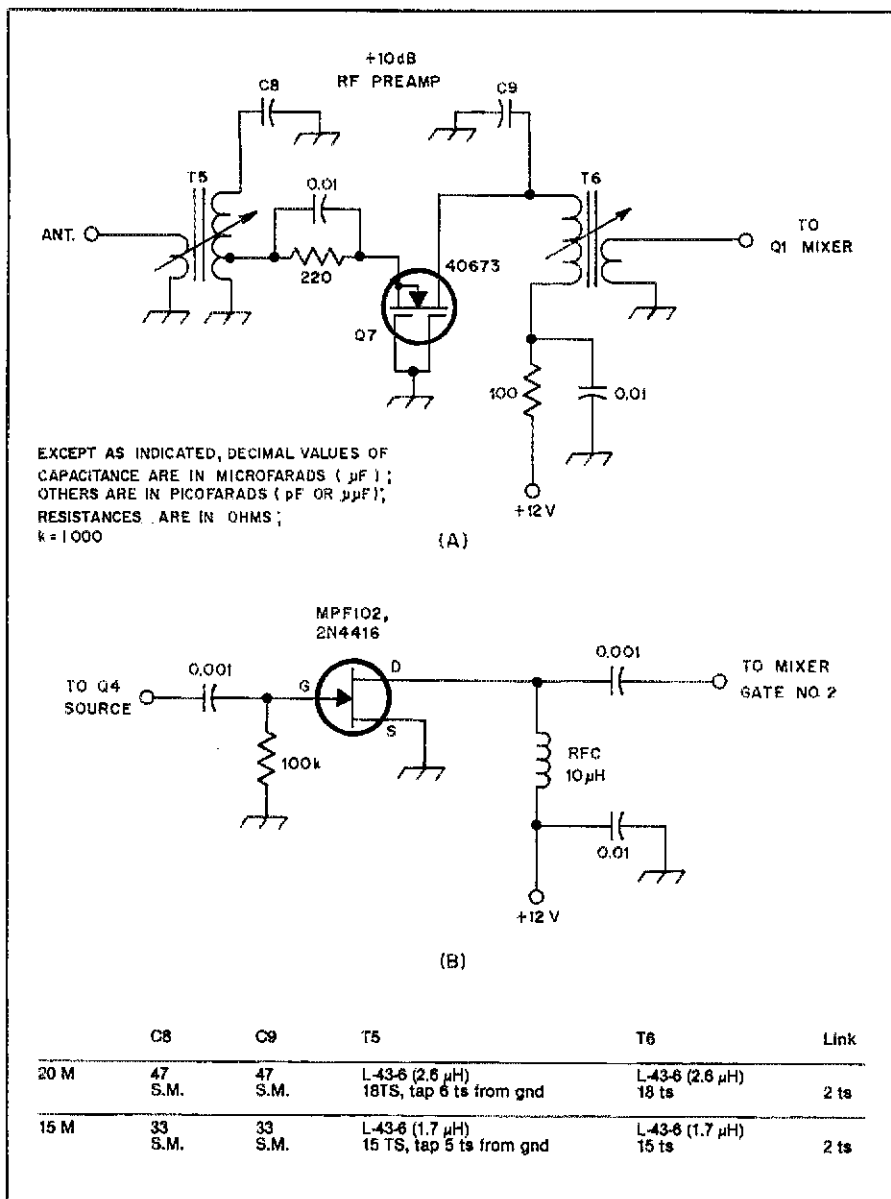 +10dB
RF PREAMP
C8
C9
T5
T6
0.01
ANT.
220
40673
TO
Q1 MIXER
Q7
100
0.01
+12V
EXCEPT AS INDICATED, DECIMAL VALUES OF
CAPACITANCE ARE IN MICROFARADS ( µF ) ;
OTHERS ARE IN PICOFARADS ( pF OR µµF);
RESISTANCES ARE IN OHMS ;
k = 1000
(A)
MPF102,
2N4416
0.001
D
0.001
TO Q4
SOURCE
G
TO MIXER
GATE NO. 2
S
100k
RFC
10µH
0.01
+12V
(B)
C8 C9 T5 T6 Link
20 M 47 47 L-43-6 (2.6 µH) L-43-6 (2.6 µH)
S.M. S.M. 18TS, tap 6 ts from gnd 18 ts 2 ts
15 M 33 33 L-43-6 (1.7 µH) L-43-6 (1.7 µH)
S.M. S.M. 15 TS, tap 5 ts from gnd 15 ts 2 ts